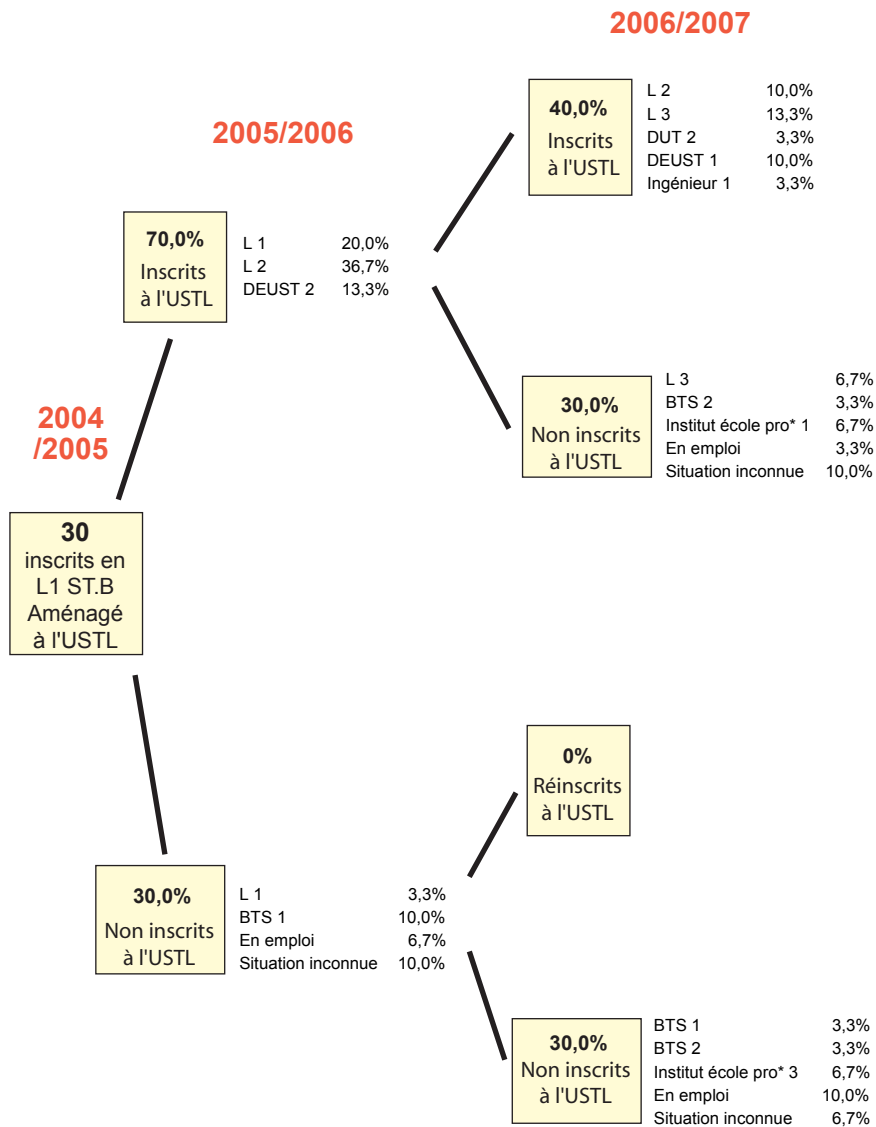 2006/2007
40,0%
Inscrits
à l'USTL
L 2 10,0%
L 3 13,3%
DUT 2 3,3%
DEUST 1 10,0%
Ingénieur 1 3,3%
2005/2006
70,0%
Inscrits
à l'USTL
L 1 20,0%
L 2 36,7%
DEUST 2 13,3%
30,0%
Non inscrits
à l'USTL
L 3 6,7%
BTS 2 3,3%
Institut école pro* 1 6,7%
En emploi 3,3%
Situation inconnue 10,0%
2004
/2005
30
inscrits en
L1 ST.B
Aménagé
à l'USTL
0%
Réinscrits
à l'USTL
30,0%
Non inscrits
à l'USTL
L 1 3,3%
BTS 1 10,0%
En emploi 6,7%
Situation inconnue 10,0%
30,0%
Non inscrits
à l'USTL
BTS 1 3,3%
BTS 2 3,3%
Institut école pro* 3 6,7%
En emploi 10,0%
Situation inconnue 6,7%